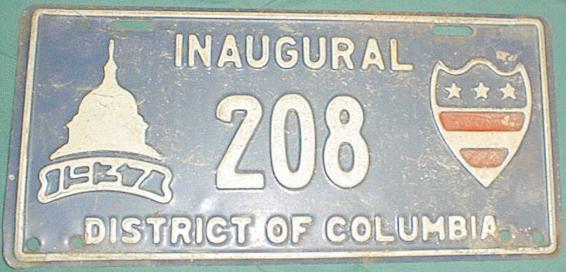 INAUGURAL
208
1937
DISTRICT OF COLUMBIA